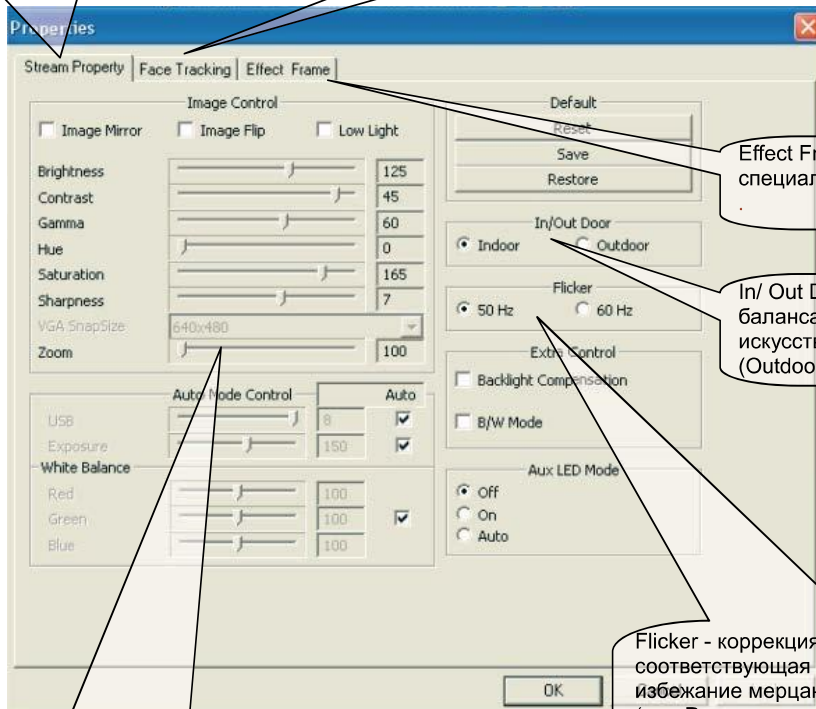 Properties
Stream Property Face Tracking Effect Frame
Image Control
Image Mirror Image Flip Low Light
Brightness 125
Contrast 45
Gamma 60
Hue 0
Saturation 165
Sharpness 7
VGA SnapSize 640x480
Zoom 100
Auto Mode Control Auto
USB 8
Exposure 150
White Balance
Red 100
Green 100
Blue 100
Default
Reset
Save
Restore
In/Out Door
Indoor Outdoor
Flicker
50 Hz 60 Hz
Extra Control
Backlight Compensation
B/W Mode
Aux LED Mode
Off
On
Auto
OK
Effect Fr
специал
.
In/ Out D
баланса
искусств
(Outdoo
Flicker - коррекция
соответствующая
избежание мерцан